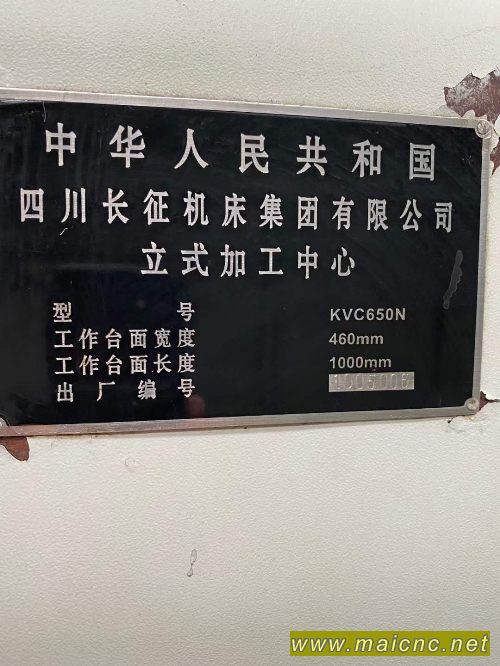 中华人民共和国
四川长征机床集团有限公司
立式加工中心
型号 KVC650N
工作台面宽度 460mm
工作台面长度 1000mm
出厂编号
www.maicnc.net